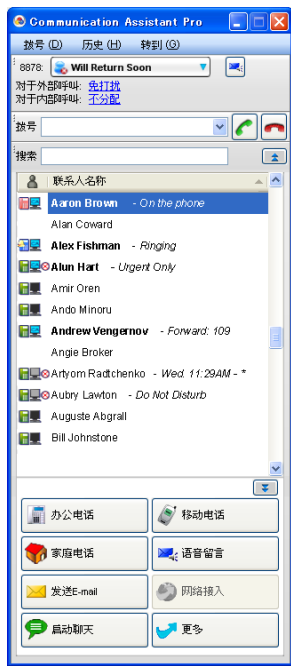 Communication Assistant Pro
拨号 (D) 历史 (H) 转到 (O)
8878: Will Return Soon
对于外部呼叫: 免打扰
对于内部呼叫: 不分配
拨号
搜索
联系人名称
Aaron Brown - On the phone
Alan Coward
Alex Fishman - Ringing
Alun Hart - Urgent Only
Amir Oren
Ando Minoru
Andrew Vengernov - Forward: 109
Angie Broker
Artyom Radtchenko - Wed. 11:29AM - *
Aubry Lawton - Do Not Disturb
Auguste Abgrall
Bill Johnstone
办公电话 移动电话
家庭电话 语音留言
发送E-mail 网络接入
启动聊天 更多